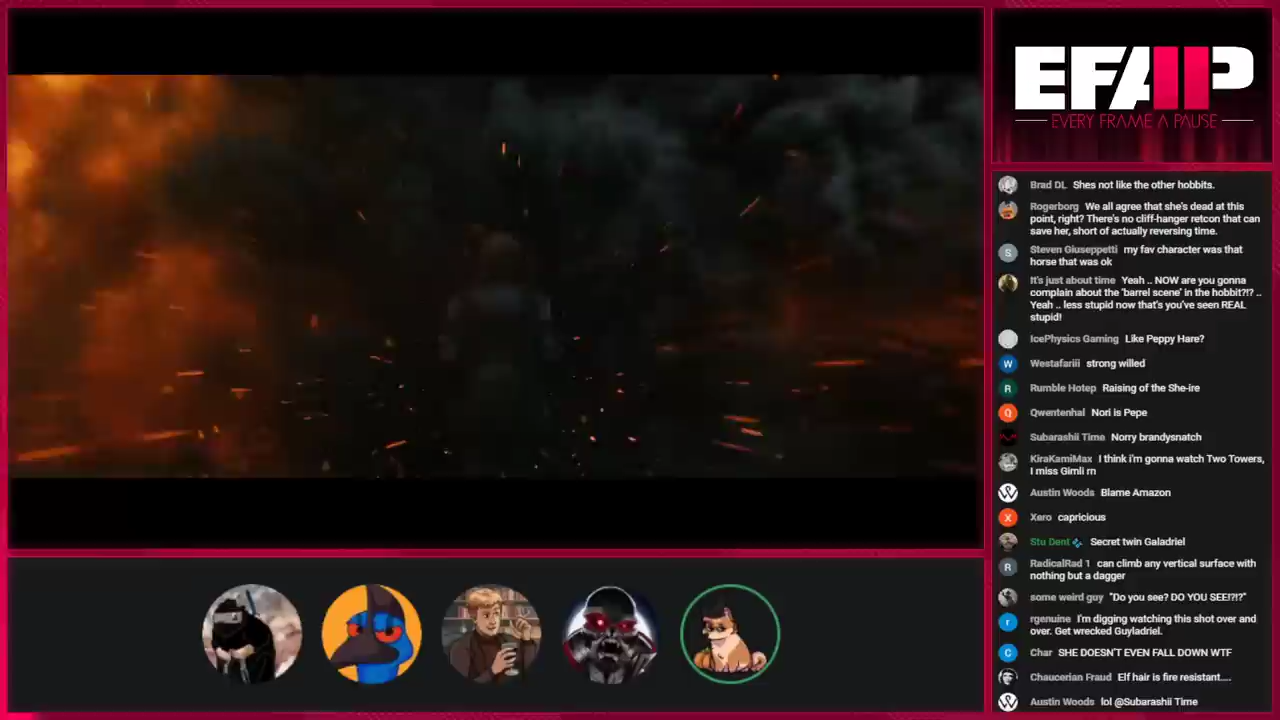 EFAP
EVERY FRAME A PAUSE
Brad DL Shes not like the other hobbits.
Rogerborg We all agree that she's dead at this
point, right? There's no cliff-hanger retcon that can
save her, short of actually reversing time.
S
Steven Giuseppetti my fav character was that
horse that was ok
It's just about time Yeah .. NOW are you gonna
complain about the 'barrel scene' in the hobbit?!? ..
Yeah .. less stupid now that's you've seen REAL
stupid!
IcePhysics Gaming Like Peppy Hare?
W
Westafariii strong willed
R
Rumble Hotep Raising of the She-ire
Q
Qwentenhal Nori is Pepe
Subarashii Time Norry brandysnatch
KiraKamiMax I think i'm gonna watch Two Towers,
I miss Gimli rn
W
Austin Woods Blame Amazon
X
Xero capricious
Stu Dent Secret twin Galadriel
R
RadicalRad 1 can climb any vertical surface with
nothing but a dagger
some weird guy "Do you see? DO YOU SEE!?!?"
r
rgenuine I'm digging watching this shot over and
over. Get wrecked Guyladriel.
C
Char SHE DOESN'T EVEN FALL DOWN WTF
Chaucerian Fraud Elf hair is fire resistant....
W
Austin Woods lol @Subarashii Time